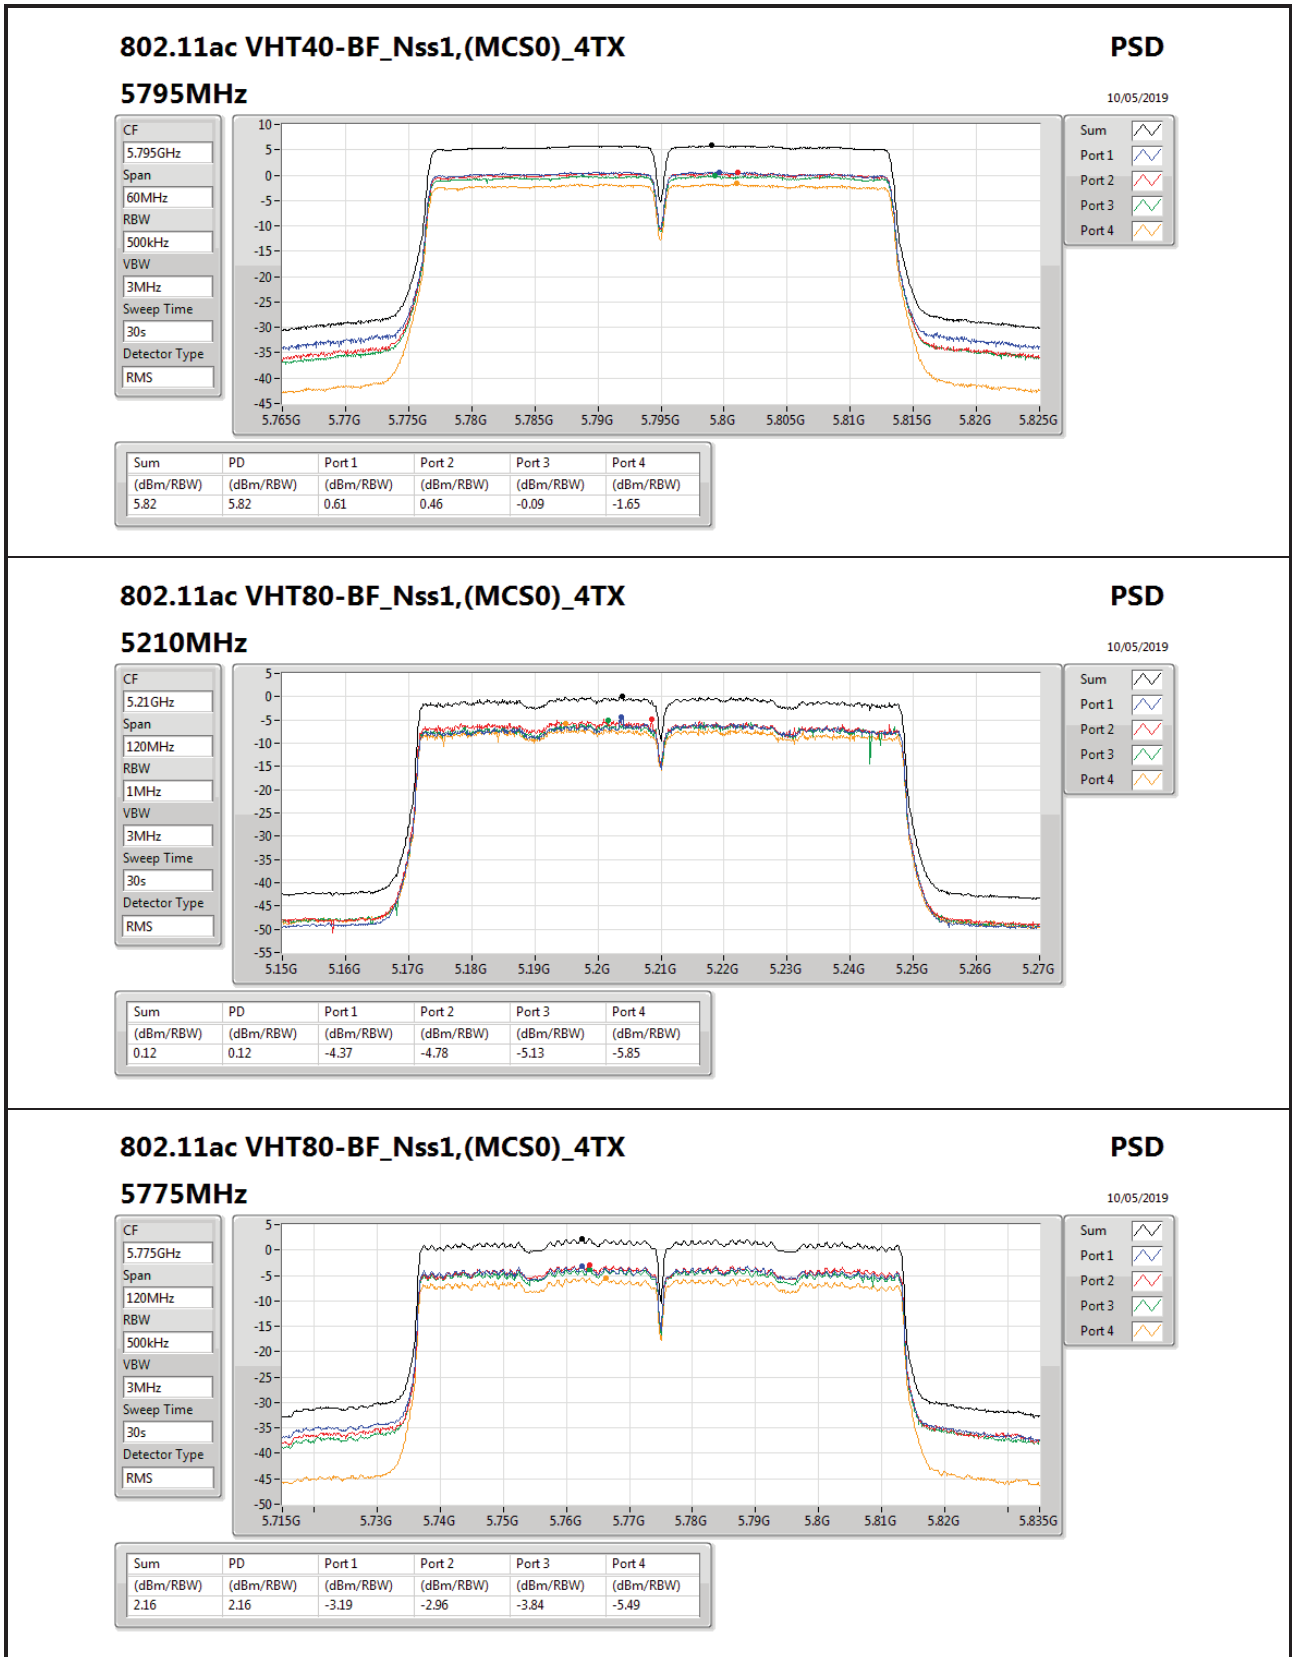 802.11ac VHT40-BF_Nss1,(MCS0)_4TX PSD
5795MHz 10/05/2019
CF
5.795GHz
Span
60MHz
RBW
500kHz
VBW
3MHz
Sweep Time
30s
Detector Type
RMS
10
5
0
-5
-10
-15
-20
-25
-30
-35
-40
-45
5.765G 5.77G 5.775G 5.78G 5.785G 5.79G 5.795G 5.8G 5.805G 5.81G 5.815G 5.82G 5.825G
Sum
Port 1
Port 2
Port 3
Port 4
Sum PD Port 1 Port 2 Port 3 Port 4
(dBm/RBW) (dBm/RBW) (dBm/RBW) (dBm/RBW) (dBm/RBW) (dBm/RBW)
5.82 5.82 0.61 0.46 -0.09 -1.65
802.11ac VHT80-BF_Nss1,(MCS0)_4TX PSD
5210MHz 10/05/2019
CF
5.21GHz
Span
120MHz
RBW
1MHz
VBW
3MHz
Sweep Time
30s
Detector Type
RMS
5
0
-5
-10
-15
-20
-25
-30
-35
-40
-45
-50
-55
5.15G 5.16G 5.17G 5.18G 5.19G 5.2G 5.21G 5.22G 5.23G 5.24G 5.25G 5.26G 5.27G
Sum
Port 1
Port 2
Port 3
Port 4
Sum PD Port 1 Port 2 Port 3 Port 4
(dBm/RBW) (dBm/RBW) (dBm/RBW) (dBm/RBW) (dBm/RBW) (dBm/RBW)
0.12 0.12 -4.37 -4.78 -5.13 -5.85
802.11ac VHT80-BF_Nss1,(MCS0)_4TX PSD
5775MHz 10/05/2019
CF
5.775GHz
Span
120MHz
RBW
500kHz
VBW
3MHz
Sweep Time
30s
Detector Type
RMS
5
0
-5
-10
-15
-20
-25
-30
-35
-40
-45
-50
5.715G 5.73G 5.74G 5.75G 5.76G 5.77G 5.78G 5.79G 5.8G 5.81G 5.82G 5.835G
Sum
Port 1
Port 2
Port 3
Port 4
Sum PD Port 1 Port 2 Port 3 Port 4
(dBm/RBW) (dBm/RBW) (dBm/RBW) (dBm/RBW) (dBm/RBW) (dBm/RBW)
2.16 2.16 -3.19 -2.96 -3.84 -5.49